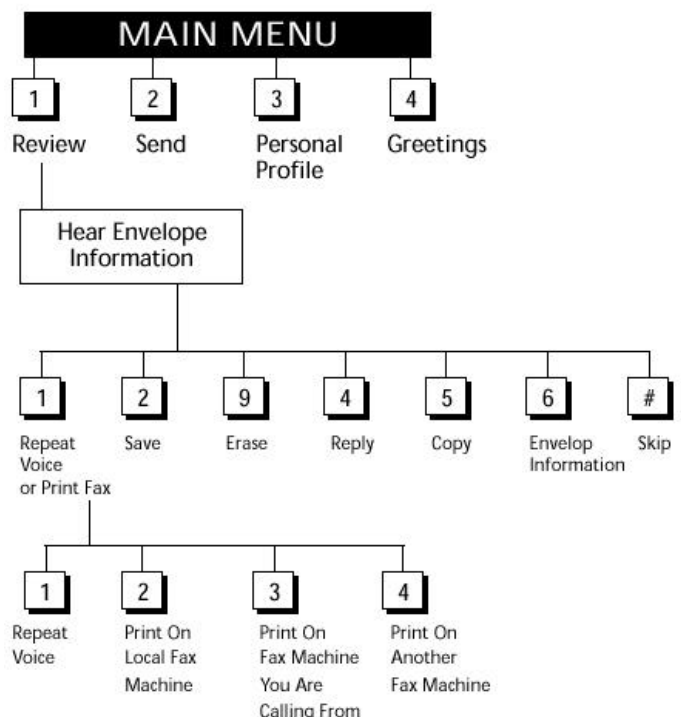 MAIN MENU
1 2 3 4
Review Send Personal Profile Greetings
Hear Envelope
Information
1 2 9 4 5 6 #
Repeat Voice or Print Fax Save Erase Reply Copy Envelop Information Skip
1 2 3 4
Repeat Voice Print On Local Fax Machine Print On Fax Machine You Are Calling From Print On Another Fax Machine